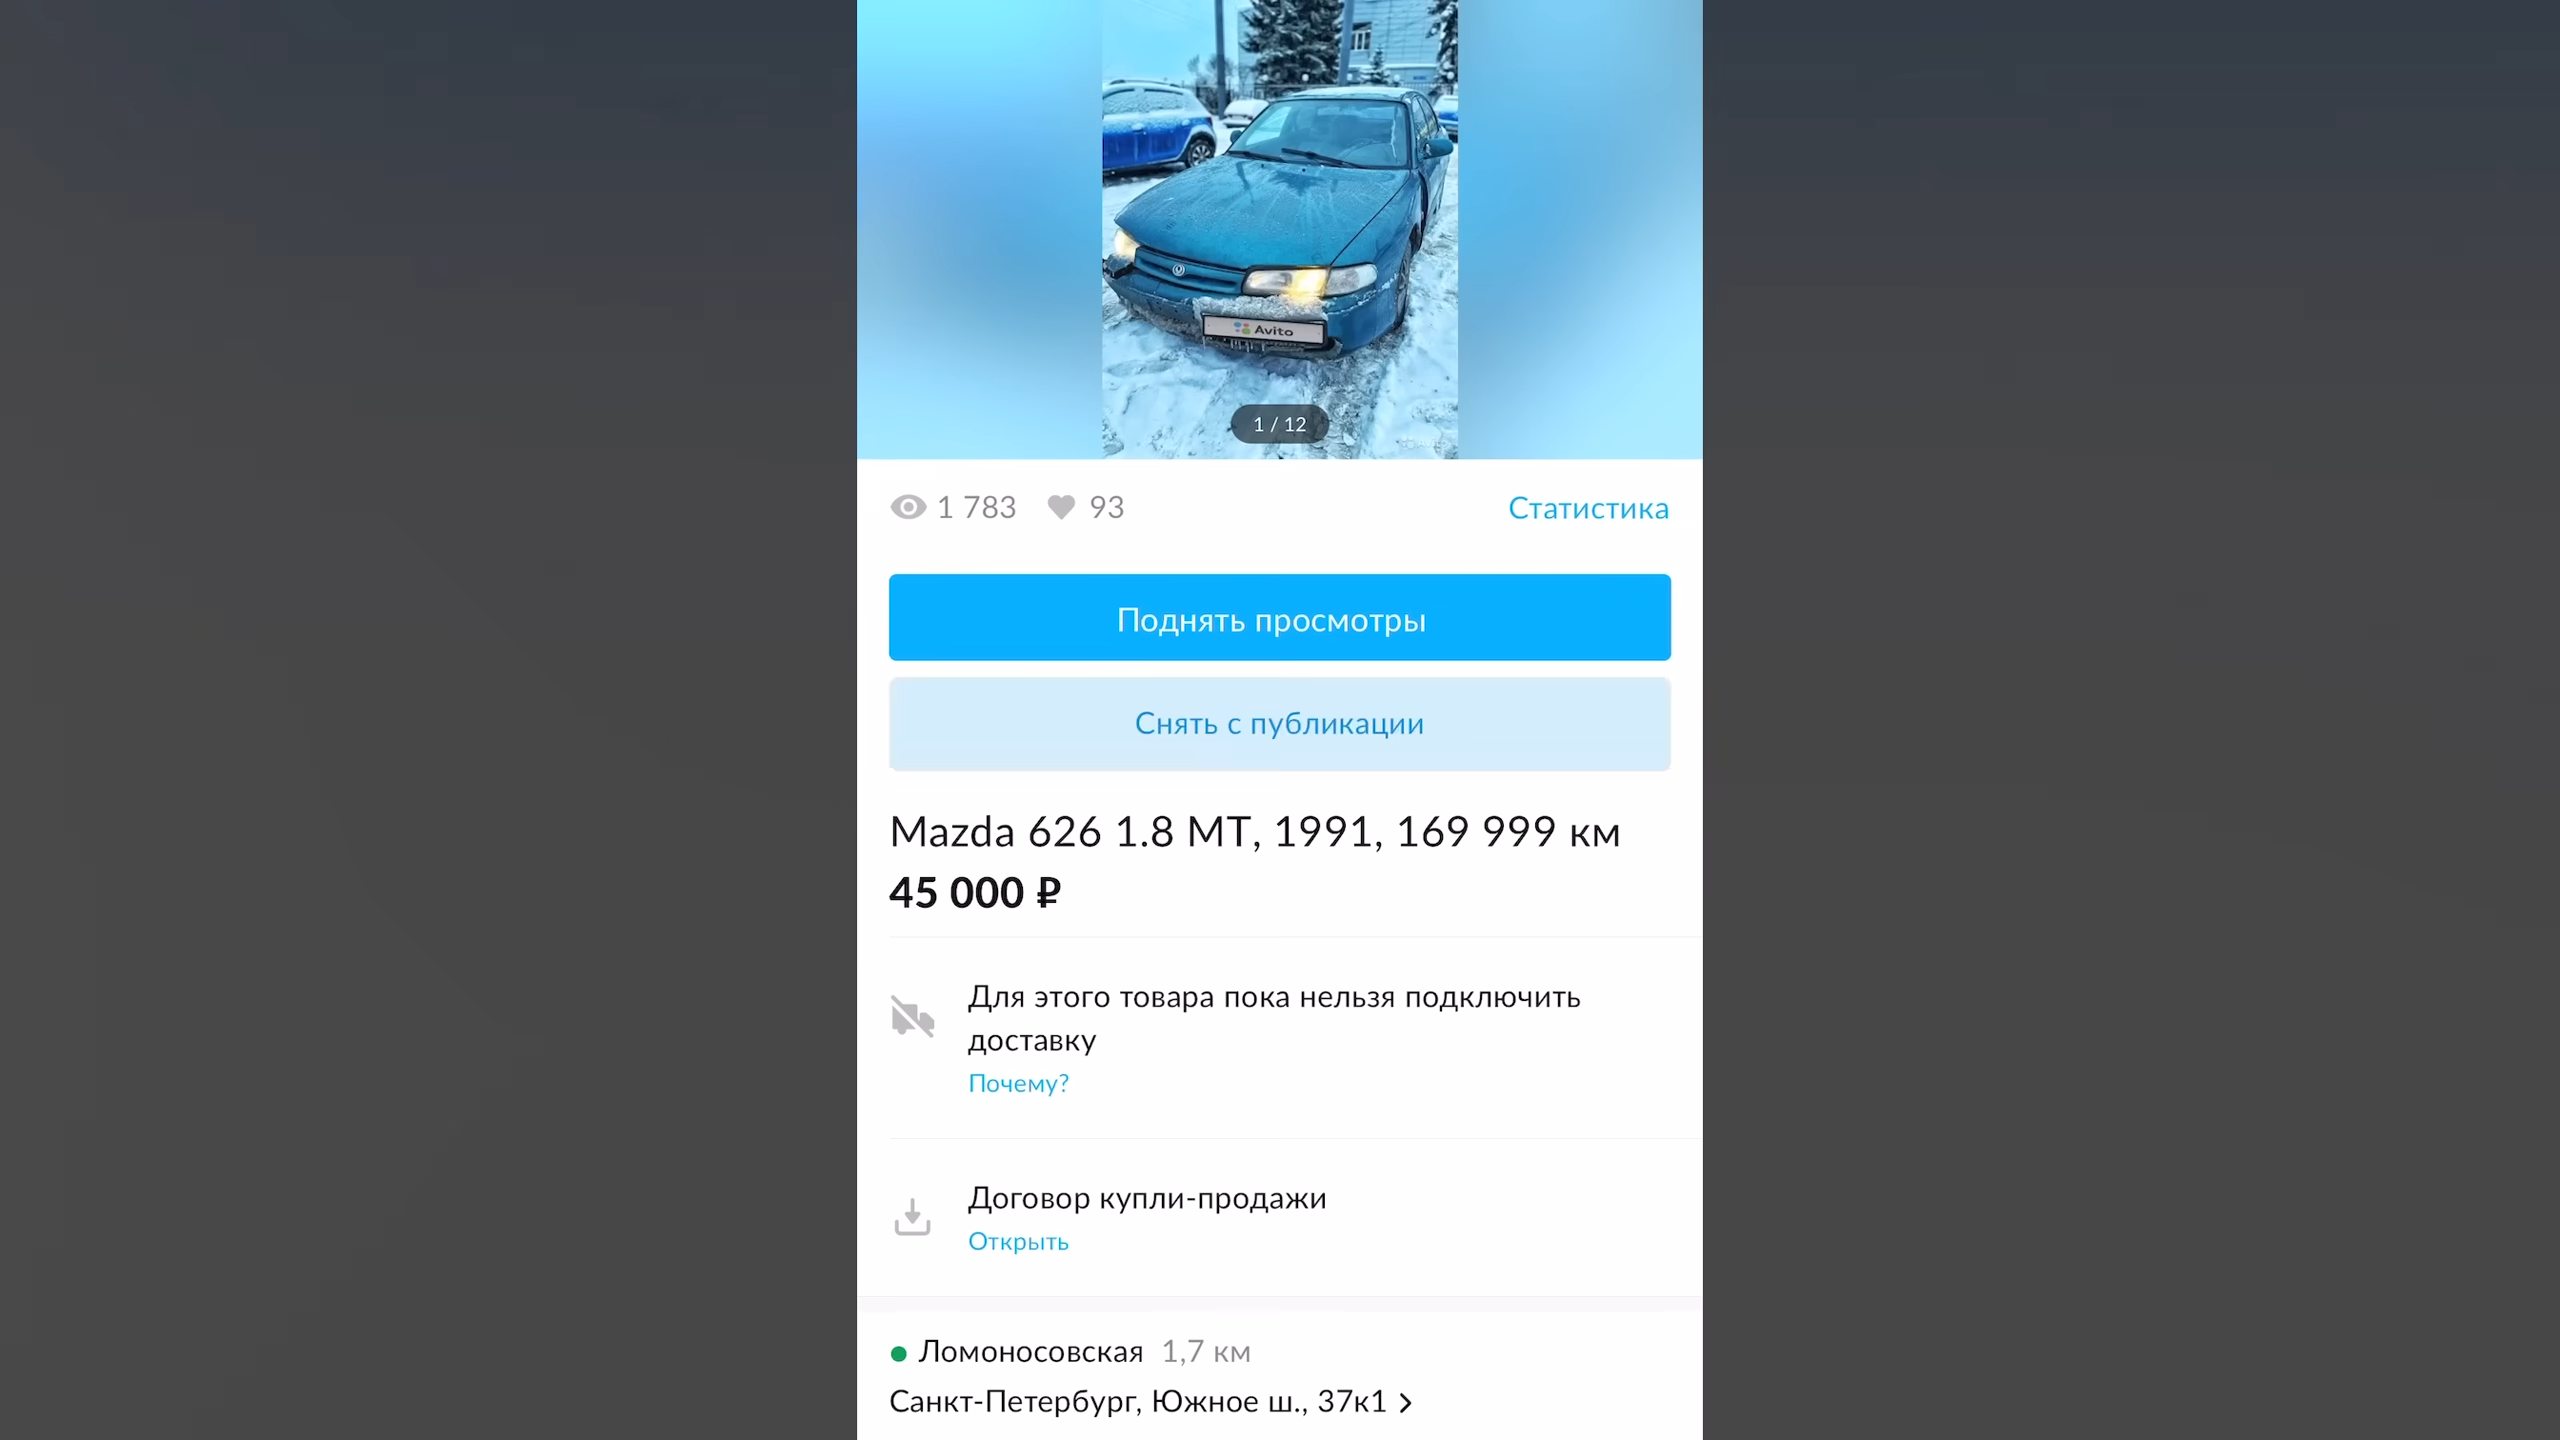 Avito
1 / 12
1 783 93 Статистика
Поднять просмотры
Снять с публикации
Mazda 626 1.8 MT, 1991, 169 999 км
45 000 ₽
Для этого товара пока нельзя подключить
доставку
Почему?
Договор купли-продажи
Открыть
Ломоносовская 1,7 км
Санкт-Петербург, Южное ш., 37к1